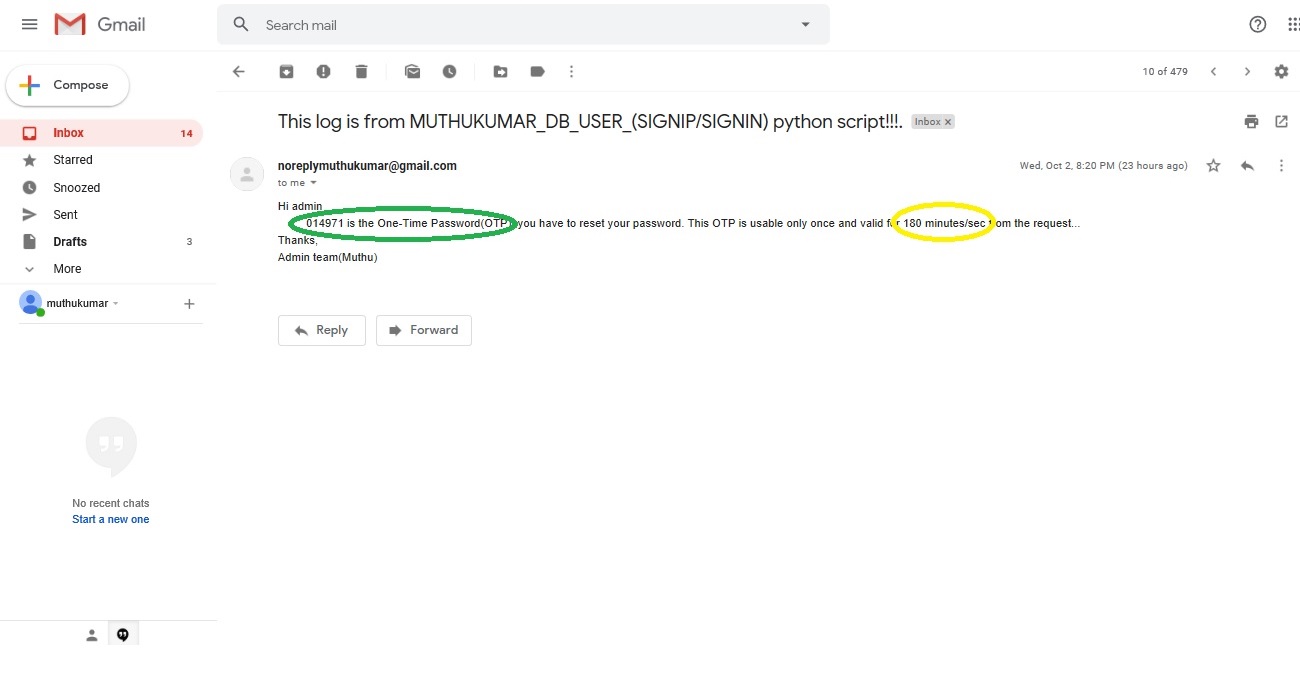 Gmail
Search mail
Compose
10 of 479
Inbox 14
Starred
Snoozed
Sent
Drafts 3
More
muthukumar
No recent chats
Start a new one
This log is from MUTHUKUMAR_DB_USER_(SIGNIP/SIGNIN) python script!!!. Inbox x
noreplymuthukumar@gmail.com Wed, Oct 2, 8:20 PM (23 hours ago)
to me
Hi admin
014971 is the One-Time Password(OTP) you have to reset your password. This OTP is usable only once and valid for 180 minutes/sec from the request...
Thanks,
Admin team(Muthu)
Reply Forward